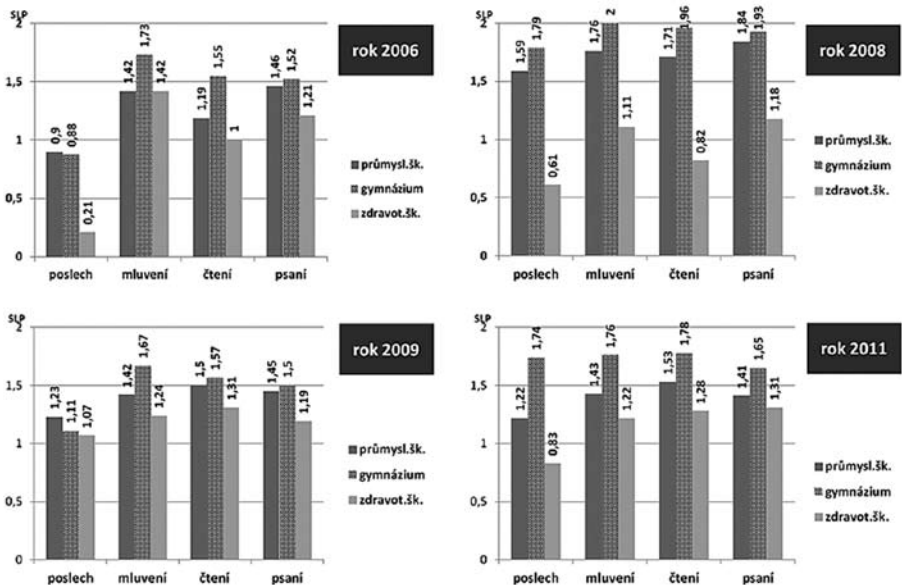 SLP
2
1,5
1
0,5
0
0,9
0,88
0,21
1,42
1,73
1,42
1,19
1,55
1
1,46
1,52
1,21
poslech
mluvení
čtení
psaní
rok 2006
průmysl.šk.
gymnázium
zdravot.šk.
SLP
2
1,5
1
0,5
0
1,59
1,79
0,61
1,76
2
1,11
1,71
1,96
0,82
1,84
1,93
1,18
poslech
mluvení
čtení
psaní
rok 2008
průmysl.šk.
gymnázium
zdravot.šk.
SLP
2
1,5
1
0,5
0
1,23
1,11
1,07
1,42
1,67
1,24
1,5
1,57
1,31
1,45
1,5
1,19
poslech
mluvení
čtení
psaní
rok 2009
průmysl.šk.
gymnázium
zdravot.šk.
SLP
2
1,5
1
0,5
0
1,22
1,74
0,83
1,43
1,76
1,22
1,53
1,78
1,28
1,41
1,65
1,31
poslech
mluvení
čtení
psaní
rok 2011
průmysl.šk.
gymnázium
zdravot.šk.